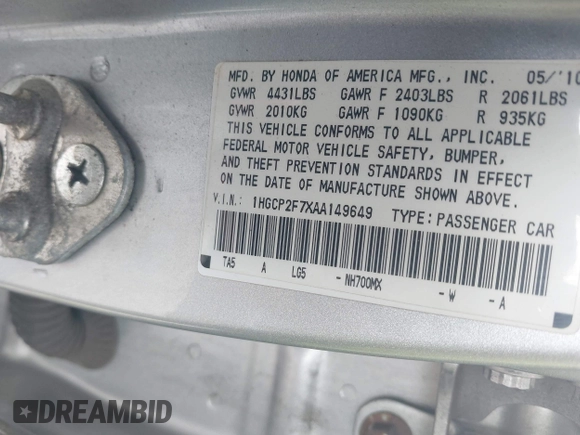 MFD. BY HONDA OF AMERICA MFG., INC. 05/'10
GVWR 4431LBS GAWR F 2403LBS R 2061LBS
GVWR 2010KG GAWR F 1090KG R 935KG
THIS VEHICLE CONFORMS TO ALL APPLICABLE
FEDERAL MOTOR VEHICLE SAFETY, BUMPER,
AND THEFT PREVENTION STANDARDS IN EFFECT
ON THE DATE OF MANUFACTURE SHOWN ABOVE.
V.I.N.: 1HGCP2F7XAA149649 TYPE: PASSENGER CAR
TA5 A LG5 - NH700MX - W - A
DREAMBID